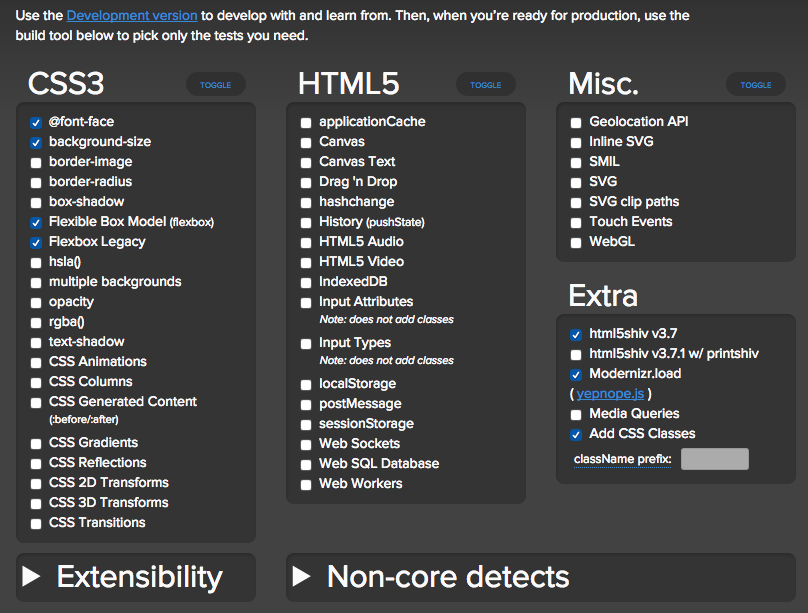 Use the Development version to develop with and learn from. Then, when you're ready for production, use the
build tool below to pick only the tests you need.
CSS3
TOGGLE
@font-face
background-size
border-image
border-radius
box-shadow
Flexible Box Model (flexbox)
Flexbox Legacy
hsla()
multiple backgrounds
opacity
rgba()
text-shadow
CSS Animations
CSS Columns
CSS Generated Content
(:before/:after)
CSS Gradients
CSS Reflections
CSS 2D Transforms
CSS 3D Transforms
CSS Transitions
HTML5
TOGGLE
applicationCache
Canvas
Canvas Text
Drag 'n Drop
hashchange
History (pushState)
HTML5 Audio
HTML5 Video
IndexedDB
Input Attributes
Note: does not add classes
Input Types
Note: does not add classes
localStorage
postMessage
sessionStorage
Web Sockets
Web SQL Database
Web Workers
Misc.
TOGGLE
Geolocation API
Inline SVG
SMIL
SVG
SVG clip paths
Touch Events
WebGL
Extra
html5shiv v3.7
html5shiv v3.7.1 w/ printshiv
Modernizr.load
( yepnope.js )
Media Queries
Add CSS Classes
className prefix:
Extensibility
Non-core detects